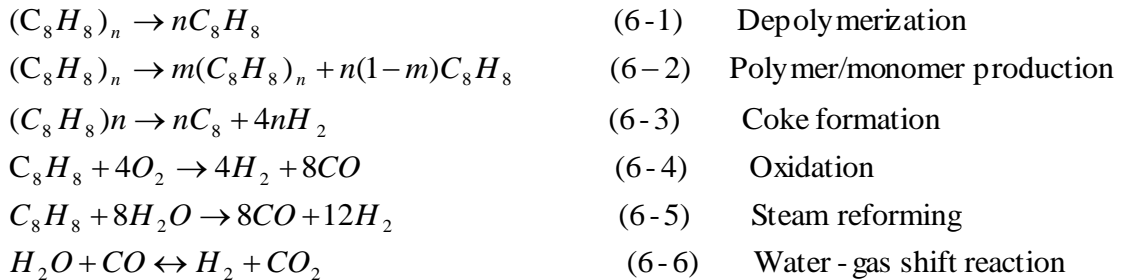 (C₈H₈)ₙ → nC₈H₈ (6-1) Depolymerization
(C₈H₈)ₙ → m(C₈H₈)ₙ + n(1−m)C₈H₈ (6−2) Polymer/monomer production
(C₈H₈)n → nC₈ + 4nH₂ (6-3) Coke formation
C₈H₈ + 4O₂ → 4H₂ + 8CO (6-4) Oxidation
C₈H₈ + 8H₂O → 8CO + 12H₂ (6-5) Steam reforming
H₂O + CO ↔ H₂ + CO₂ (6-6) Water-gas shift reaction